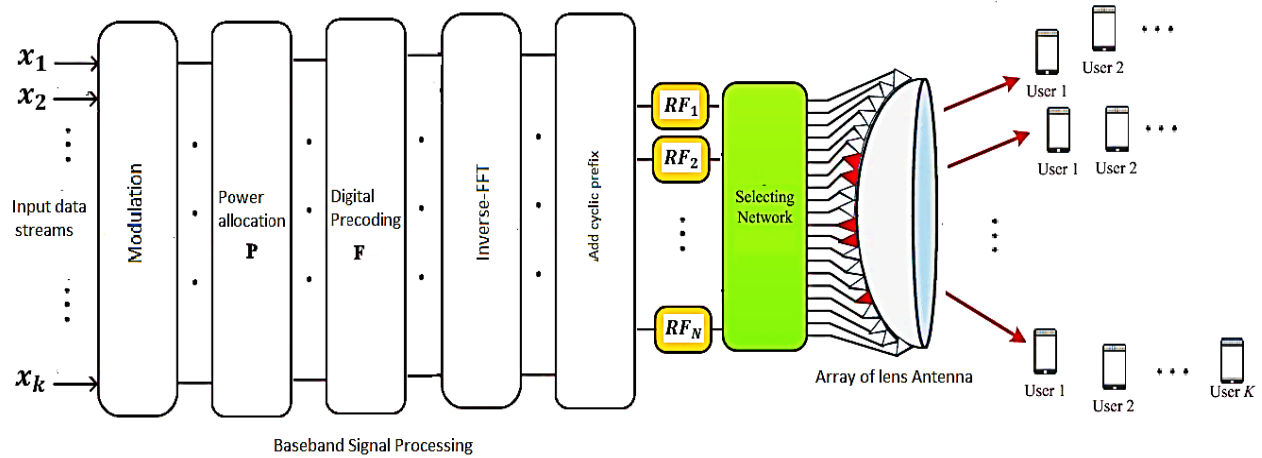 x1
x2
Input data
streams
xk
Modulation
Power
allocation
P
Digital
Precoding
F
Inverse-FFT
Add cyclic prefix
RF1
RF2
RFN
Selecting
Network
Array of lens Antenna
User 1
User 2
User 1
User 2
User 1
User 2
User K
Baseband Signal Processing